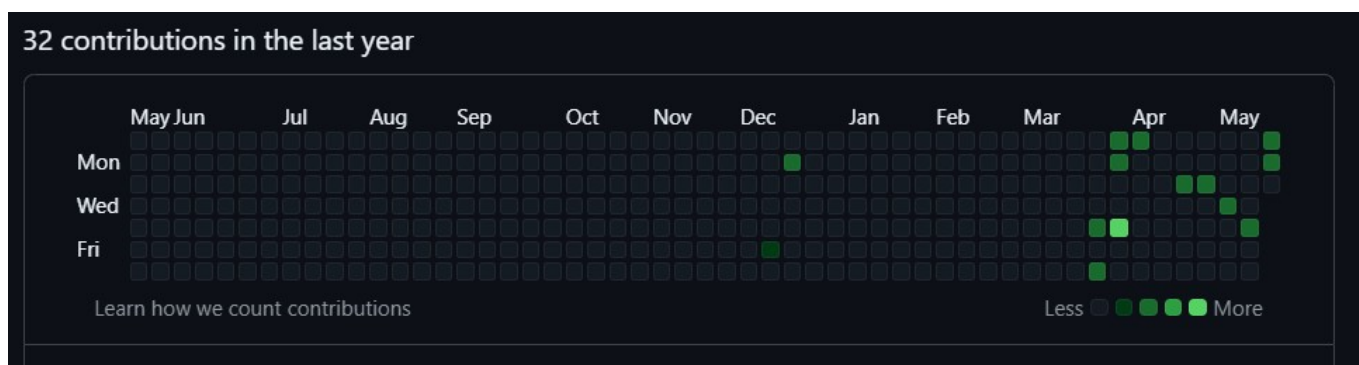 32 contributions in the last year
May Jun Jul Aug Sep Oct Nov Dec Jan Feb Mar Apr May
Mon
Wed
Fri
Learn how we count contributions
Less More